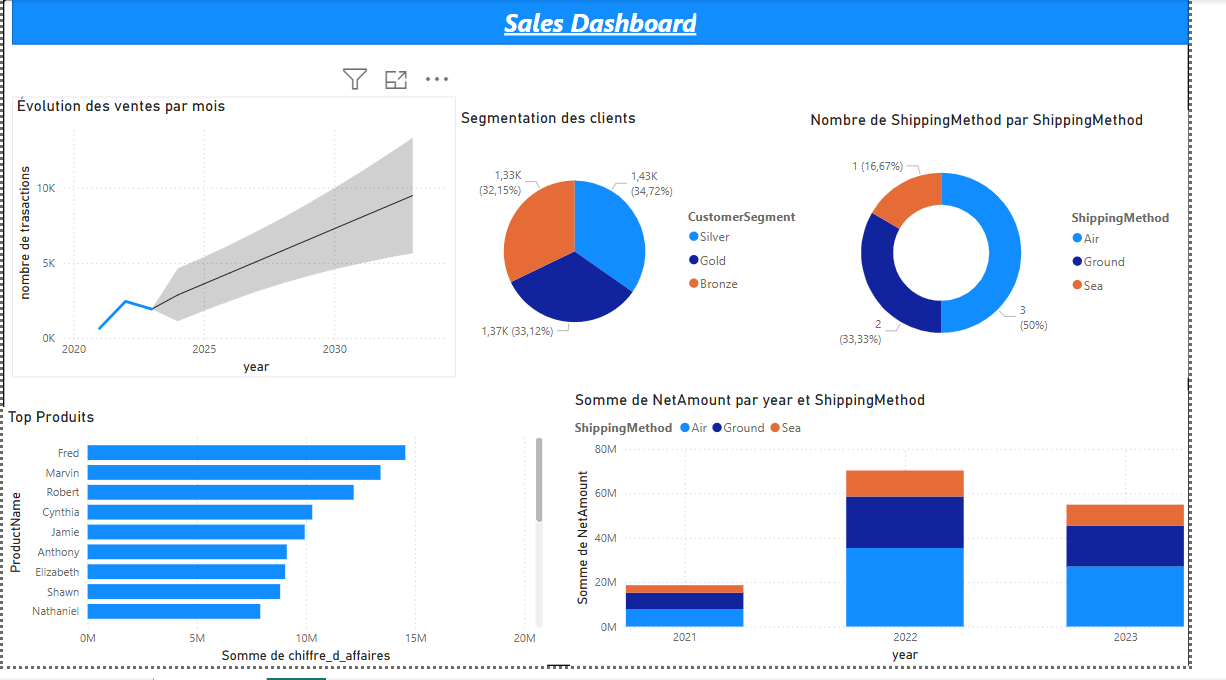 Sales Dashboard
Évolution des ventes par mois
nombre de trasactions
10K
5K
0K
2020
2025
2030
year
Segmentation des clients
1,33K
(32,15%)
1,43K
(34,72%)
1,37K (33,12%)
CustomerSegment
Silver
Gold
Bronze
Nombre de ShippingMethod par ShippingMethod
1 (16,67%)
2
(33,33%)
3
(50%)
ShippingMethod
Air
Ground
Sea
Top Produits
ProductName
Fred
Marvin
Robert
Cynthia
Jamie
Anthony
Elizabeth
Shawn
Nathaniel
0M
5M
10M
15M
20M
Somme de chiffre_d_affaires
Somme de NetAmount par year et ShippingMethod
ShippingMethod Air Ground Sea
Somme de NetAmount
80M
60M
40M
20M
0M
2021
2022
2023
year